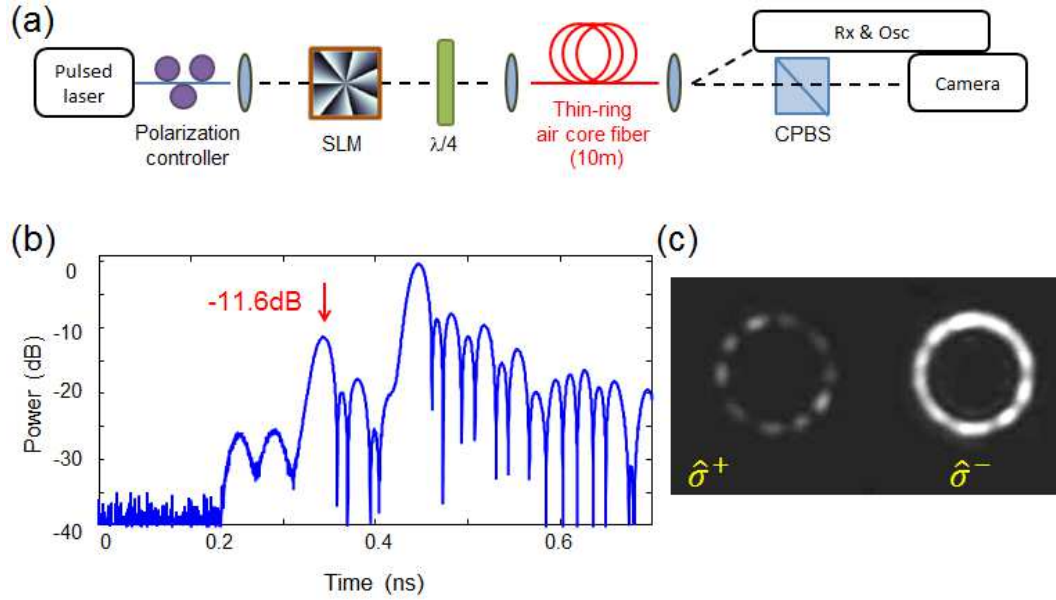 (a)
Pulsed
laser
Polarization
controller
SLM
λ/4
Thin-ring
air core fiber
(10m)
Rx & Osc
CPBS
Camera
(b)
0
-10
-20
-30
-40
Power (dB)
-11.6dB
0 0.2 0.4 0.6
Time (ns)
(c)
σ̂⁺ σ̂⁻